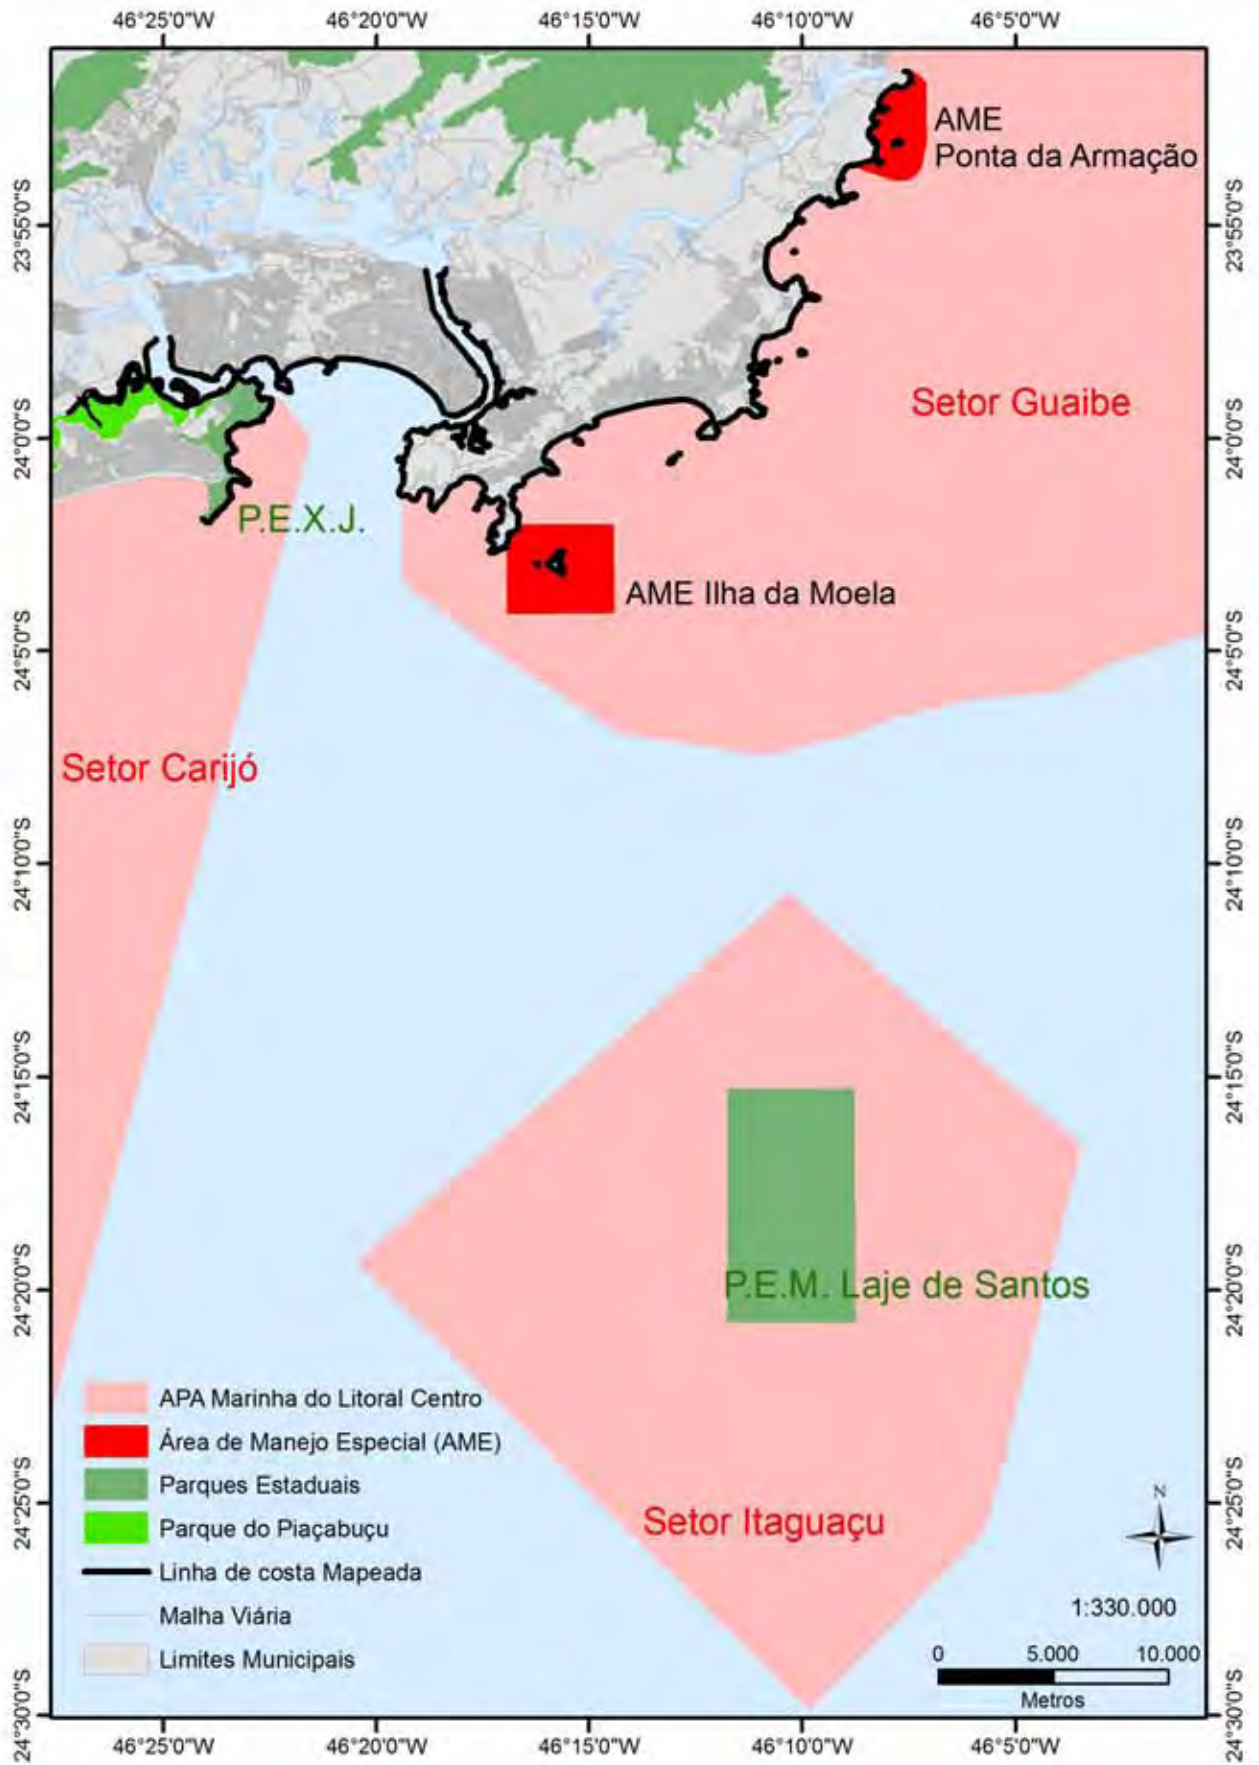 46°25'0"W 46°20'0"W 46°15'0"W 46°10'0"W 46°5'0"W
AME
Ponta da Armação
23°55'0"S 23°55'0"S
Setor Guaibe
24°0'0"S 24°0'0"S
P.E.X.J.
AME Ilha da Moela
24°5'0"S 24°5'0"S
Setor Carijó
24°10'0"S 24°10'0"S
24°15'0"S 24°15'0"S
P.E.M. Laje de Santos
24°20'0"S 24°20'0"S
APA Marinha do Litoral Centro
Área de Manejo Especial (AME)
Parques Estaduais
24°25'0"S 24°25'0"S
Setor Itaguaçu
N
Parque do Piaçabuçu
Linha de costa Mapeada
Malha Viária
Limites Municipais
1:330.000
0 5.000 10.000
Metros
24°30'0"S 24°30'0"S
46°25'0"W 46°20'0"W 46°15'0"W 46°10'0"W 46°5'0"W